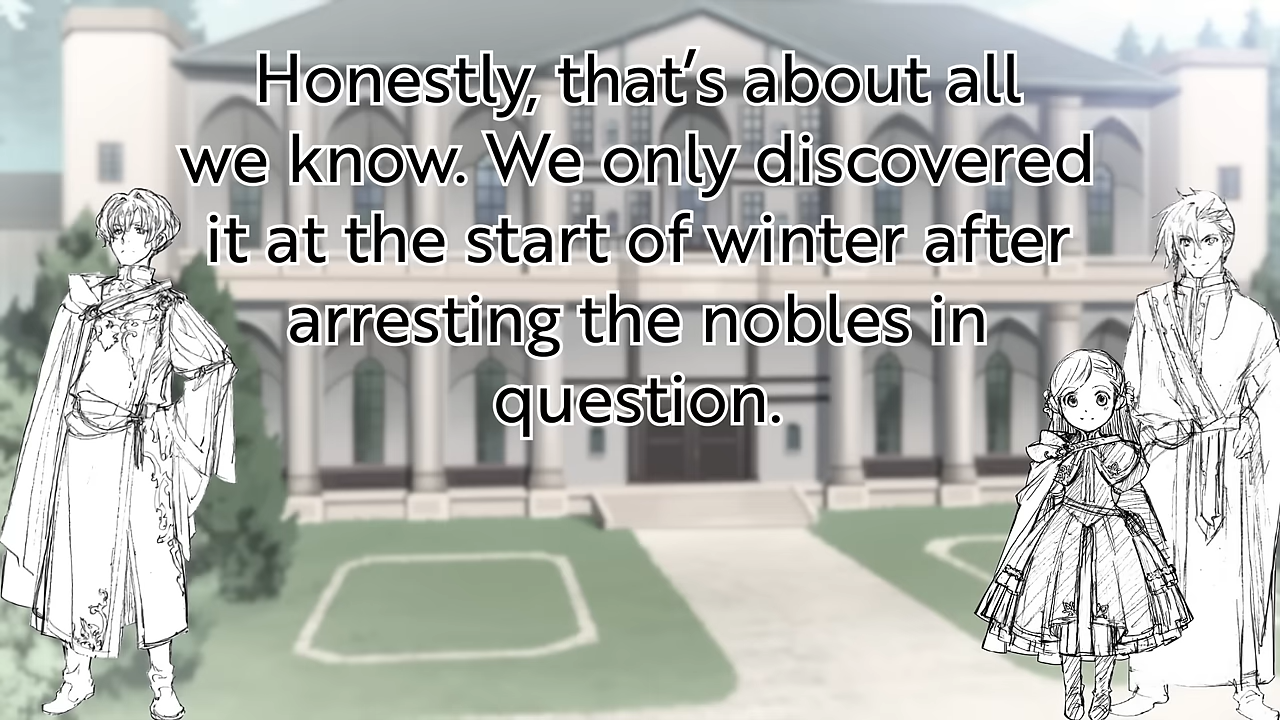 Honestly, that’s about all
we know. We only discovered
it at the start of winter after
arresting the nobles in
question.